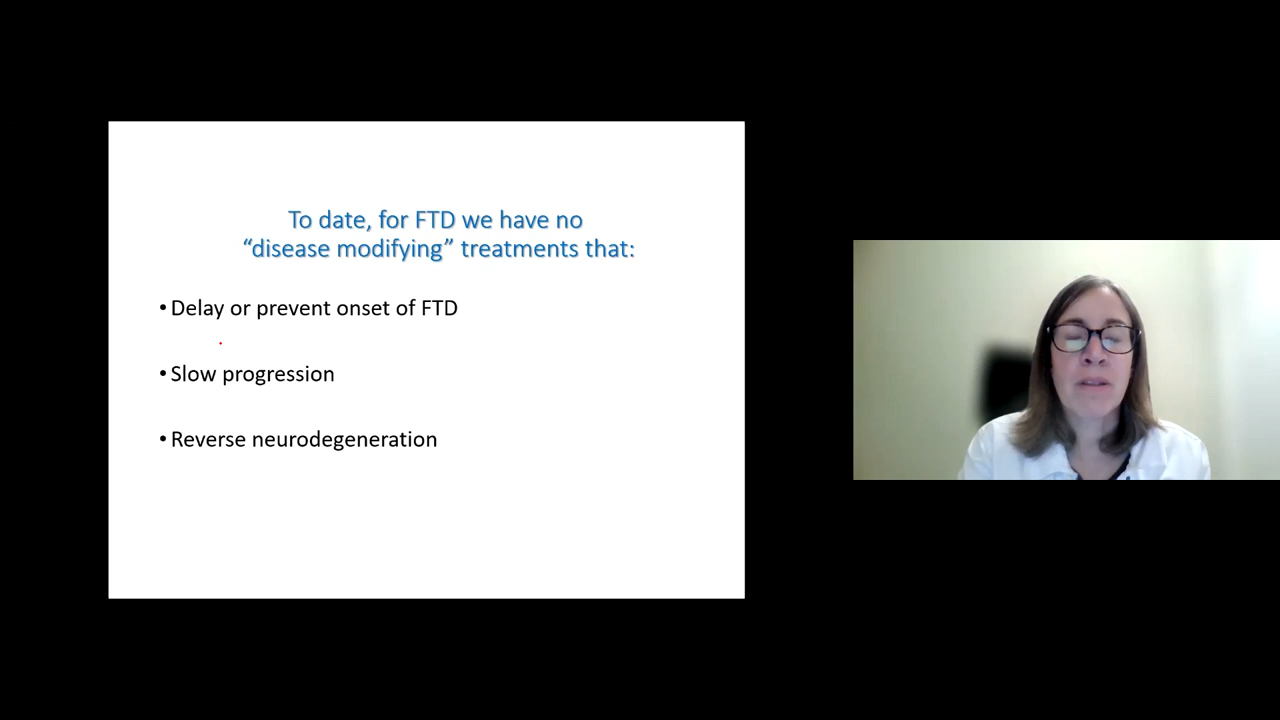 To date, for FTD we have no
“disease modifying” treatments that:
• Delay or prevent onset of FTD
• Slow progression
• Reverse neurodegeneration